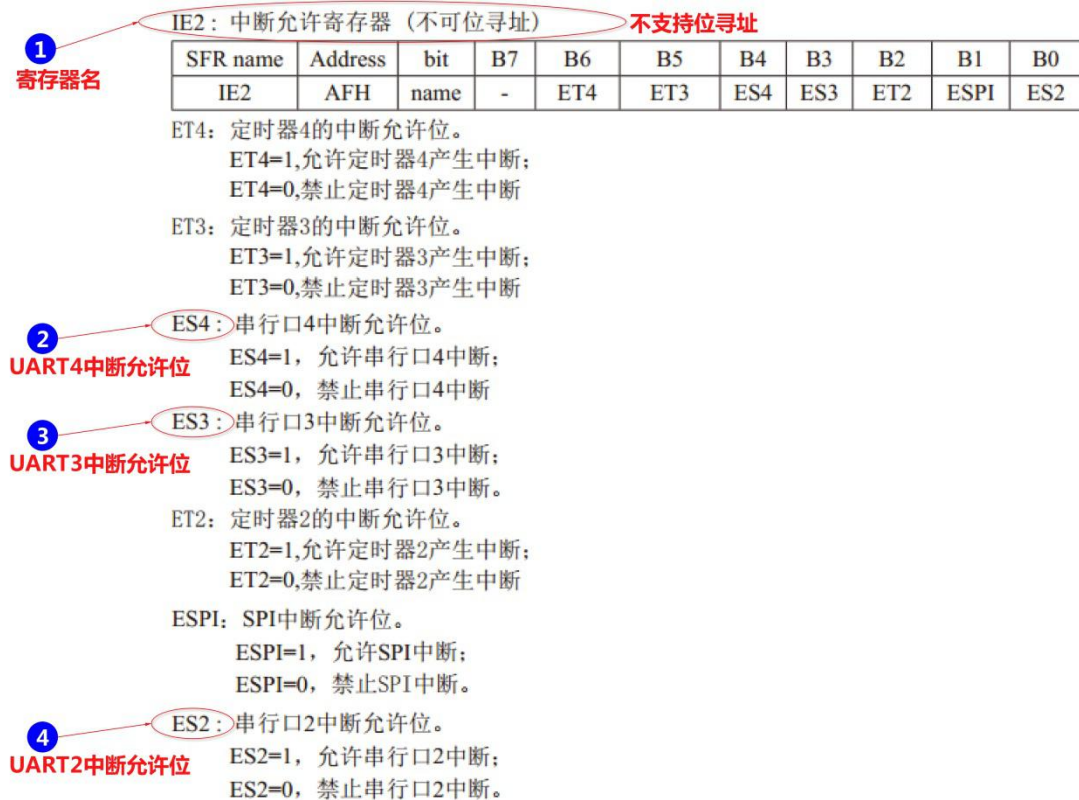 IE2：中断允许寄存器 (不可位寻址)
不支持位寻址
1
寄存器名
SFR name Address bit B7 B6 B5 B4 B3 B2 B1 B0
IE2 AFH name - ET4 ET3 ES4 ES3 ET2 ESPI ES2
ET4：定时器4的中断允许位。
ET4=1,允许定时器4产生中断；
ET4=0,禁止定时器4产生中断
ET3：定时器3的中断允许位。
ET3=1,允许定时器3产生中断；
ET3=0,禁止定时器3产生中断
ES4：串行口4中断允许位。
2
UART4中断允许位
ES4=1，允许串行口4中断；
ES4=0，禁止串行口4中断
ES3：串行口3中断允许位。
3
UART3中断允许位
ES3=1，允许串行口3中断；
ES3=0，禁止串行口3中断。
ET2：定时器2的中断允许位。
ET2=1,允许定时器2产生中断；
ET2=0,禁止定时器2产生中断
ESPI：SPI中断允许位。
ESPI=1，允许SPI中断；
ESPI=0，禁止SPI中断。
ES2：串行口2中断允许位。
4
UART2中断允许位
ES2=1，允许串行口2中断；
ES2=0，禁止串行口2中断。